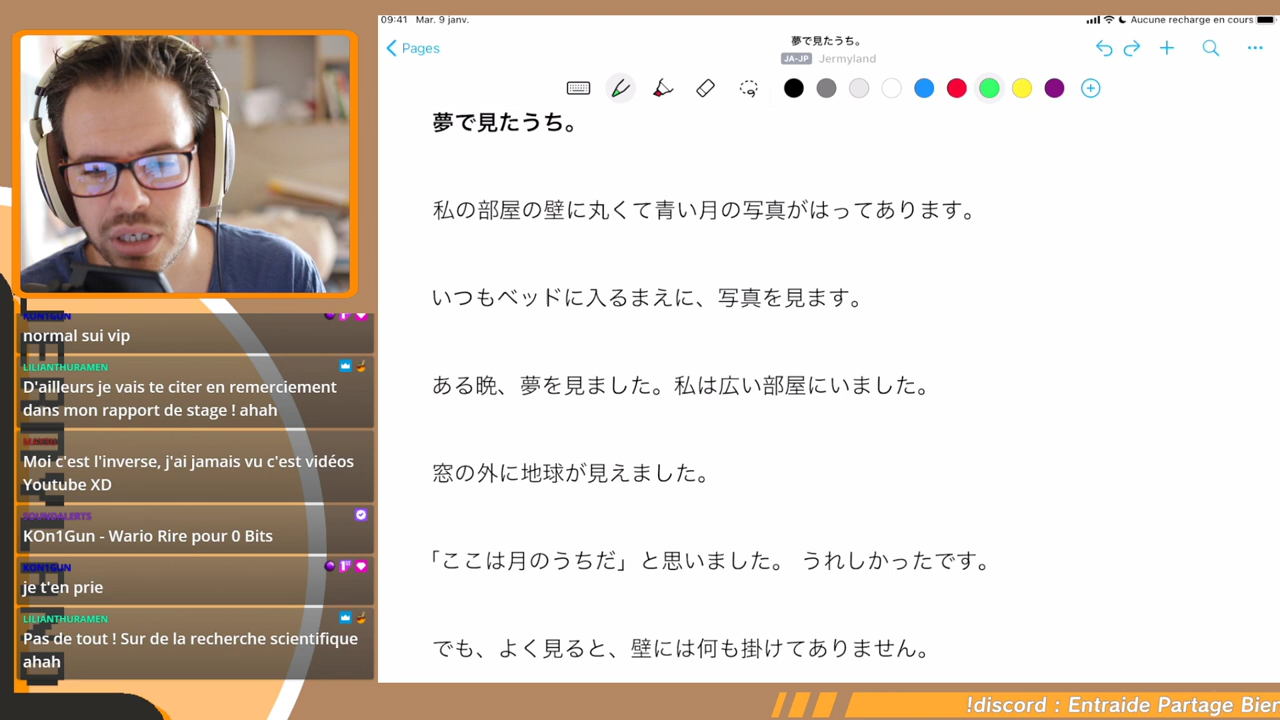 09:41 Mar. 9 janv.
Aucune recharge en cours
Pages
夢で見たうち。
JA-JP Jermyland
夢で見たうち。
私の部屋の壁に丸くて青い月の写真がはってあります。
いつもベッドに入るまえに、写真を見ます。
ある晩、夢を見ました。私は広い部屋にいました。
窓の外に地球が見えました。
「ここは月のうちだ」と思いました。 うれしかったです。
でも、よく見ると、壁には何も掛けてありません。
KON1GUN
normal sui vip
LILIANTHURAMEN
D'ailleurs je vais te citer en remerciement
dans mon rapport de stage ! ahah
Moi c'est l'inverse, j'ai jamais vu c'est vidéos
Youtube XD
SOUNDALERTS
KOn1Gun - Wario Rire pour 0 Bits
KON1GUN
1st
je t'en prie
LILIANTHURAMEN
Pas de tout ! Sur de la recherche scientifique
ahah
!discord : Entraide Partage Bien